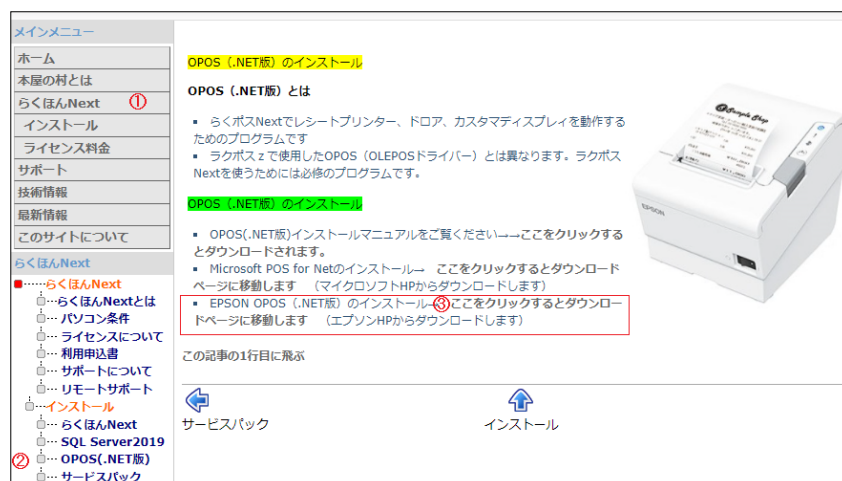 メインメニュー
ホーム
本屋の村とは
らくほんNext ①
インストール
ライセンス料金
サポート
技術情報
最新情報
このサイトについて
らくほんNext
らくほんNext
らくほんNextとは
パソコン条件
ライセンスについて
利用申込書
サポートについて
リモートサポート
インストール
らくほんNext
SQL Server2019
② OPOS(.NET版)
サービスパック
OPOS（.NET版）のインストール
OPOS（.NET版）とは
▪ らくポスNextでレシートプリンター、ドロア、カスタマディスプレイを動作する
ためのプログラムです
▪ ラクポスｚで使用したOPOS（OLEPOSドライバー）とは異なります。ラクポス
Nextを使うためには必修のプログラムです。
OPOS（.NET版）のインストール
▪ OPOS(.NET版)インストールマニュアルをご覧ください→→ここをクリックする
とダウンロードされます。
▪ Microsoft POS for Netのインストール→ ここをクリックするとダウンロード
ページに移動します （マイクロソフトHPからダウンロードします）
▪ EPSON OPOS（.NET版）のインストール→③ここをクリックするとダウンロー
ドページに移動します （エプソンHPからダウンロードします）
この記事の1行目に飛ぶ
サービスパック
インストール
Sample Shop
EPSON